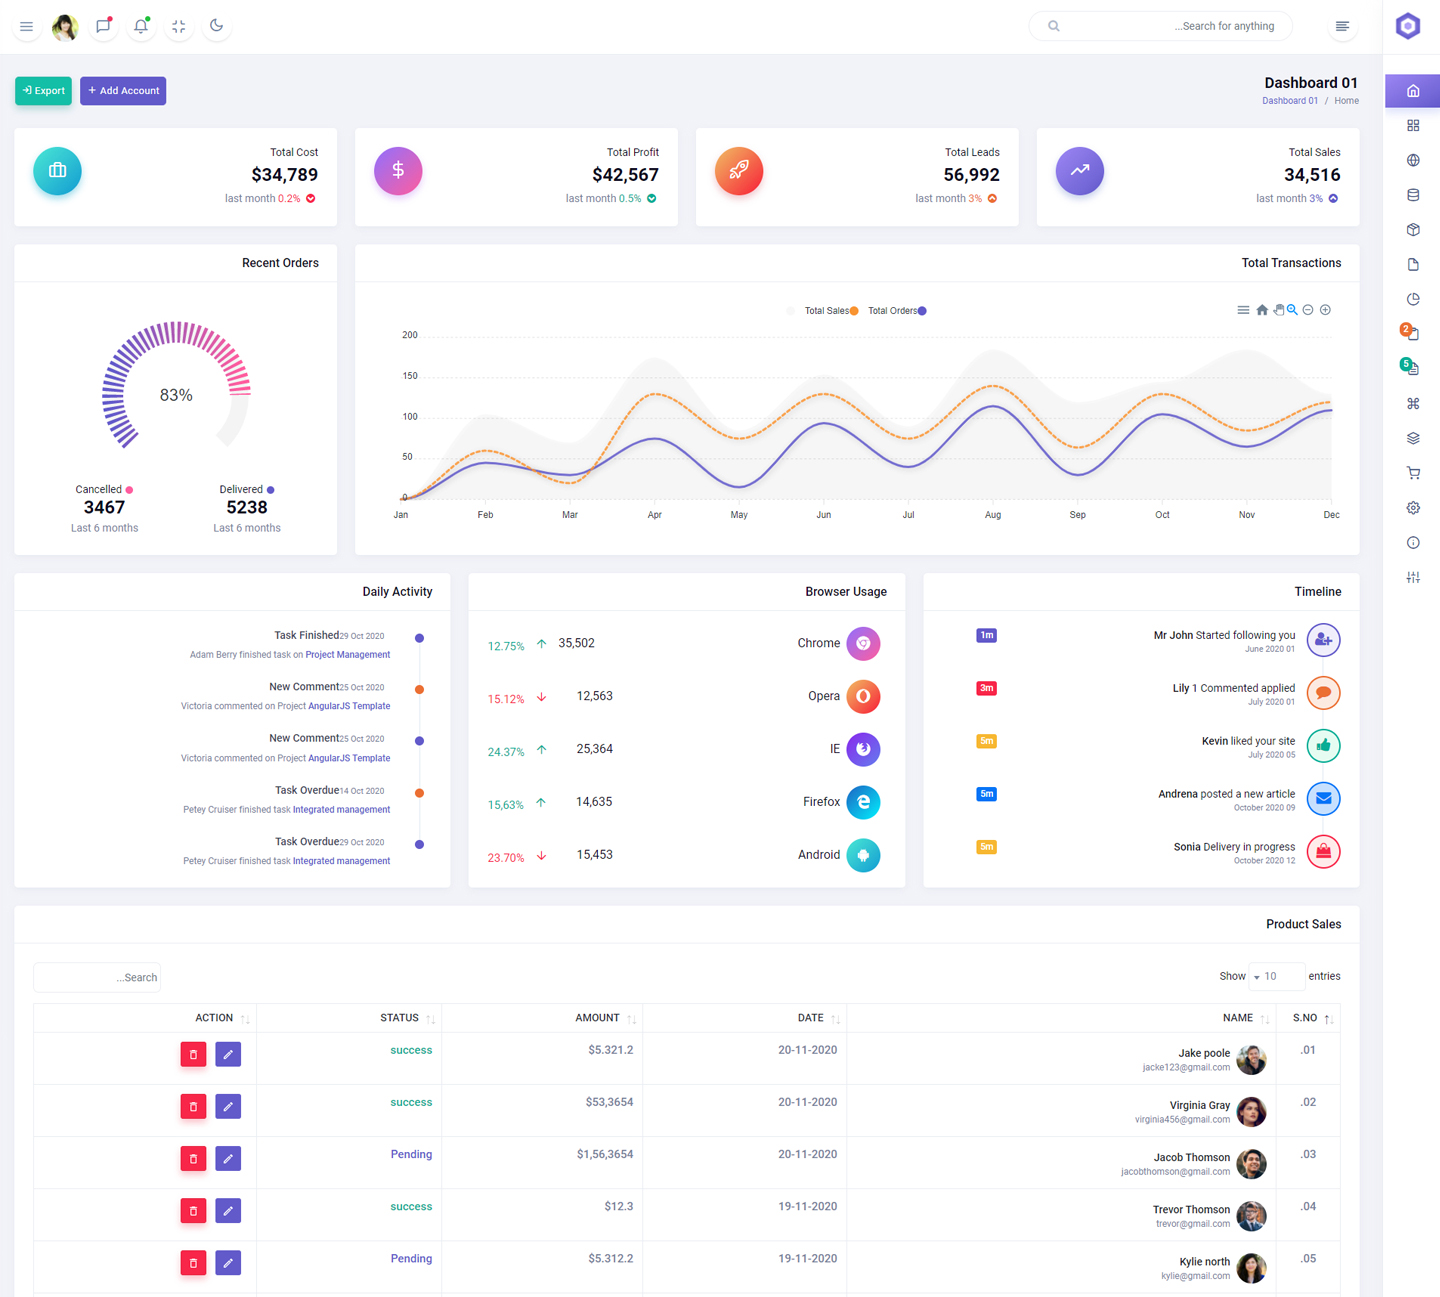 ...Search for anything
Export
+ Add Account
Dashboard 01
Dashboard 01 / Home
Total Cost
$34,789
last month 0.2%
Total Profit
$42,567
last month 0.5%
Total Leads
56,992
last month 3%
Total Sales
34,516
last month 3%
2
5
Recent Orders
83%
Cancelled
3467
Last 6 months
Delivered
5238
Last 6 months
Total Transactions
Total Sales
Total Orders
200
150
100
50
0
Jan Feb Mar Apr May Jun Jul Aug Sep Oct Nov Dec
Daily Activity
Task Finished29 Oct 2020
Adam Berry finished task on Project Management
New Comment25 Oct 2020
Victoria commented on Project AngularJS Template
New Comment25 Oct 2020
Victoria commented on Project AngularJS Template
Task Overdue14 Oct 2020
Petey Cruiser finished task Integrated management
Task Overdue29 Oct 2020
Petey Cruiser finished task Integrated management
Browser Usage
12.75% 35,502 Chrome
15.12% 12,563 Opera
24.37% 25,364 IE
15,63% 14,635 Firefox
23.70% 15,453 Android
Timeline
1m Mr John Started following you
June 2020 01
3m Lily 1 Commented applied
July 2020 01
5m Kevin liked your site
July 2020 05
5m Andrena posted a new article
October 2020 09
5m Sonia Delivery in progress
October 2020 12
Product Sales
...Search
Show 10 entries
ACTION STATUS AMOUNT DATE NAME S.NO
success $5.321.2 20-11-2020 Jake poole .01
jacke123@gmail.com
success $53,3654 20-11-2020 Virginia Gray .02
virginia456@gmail.com
Pending $1,56,3654 20-11-2020 Jacob Thomson .03
jacobthomson@gmail.com
success $12.3 19-11-2020 Trevor Thomson .04
trevor@gmail.com
Pending $5.312.2 19-11-2020 Kylie north .05
kylie@gmail.com